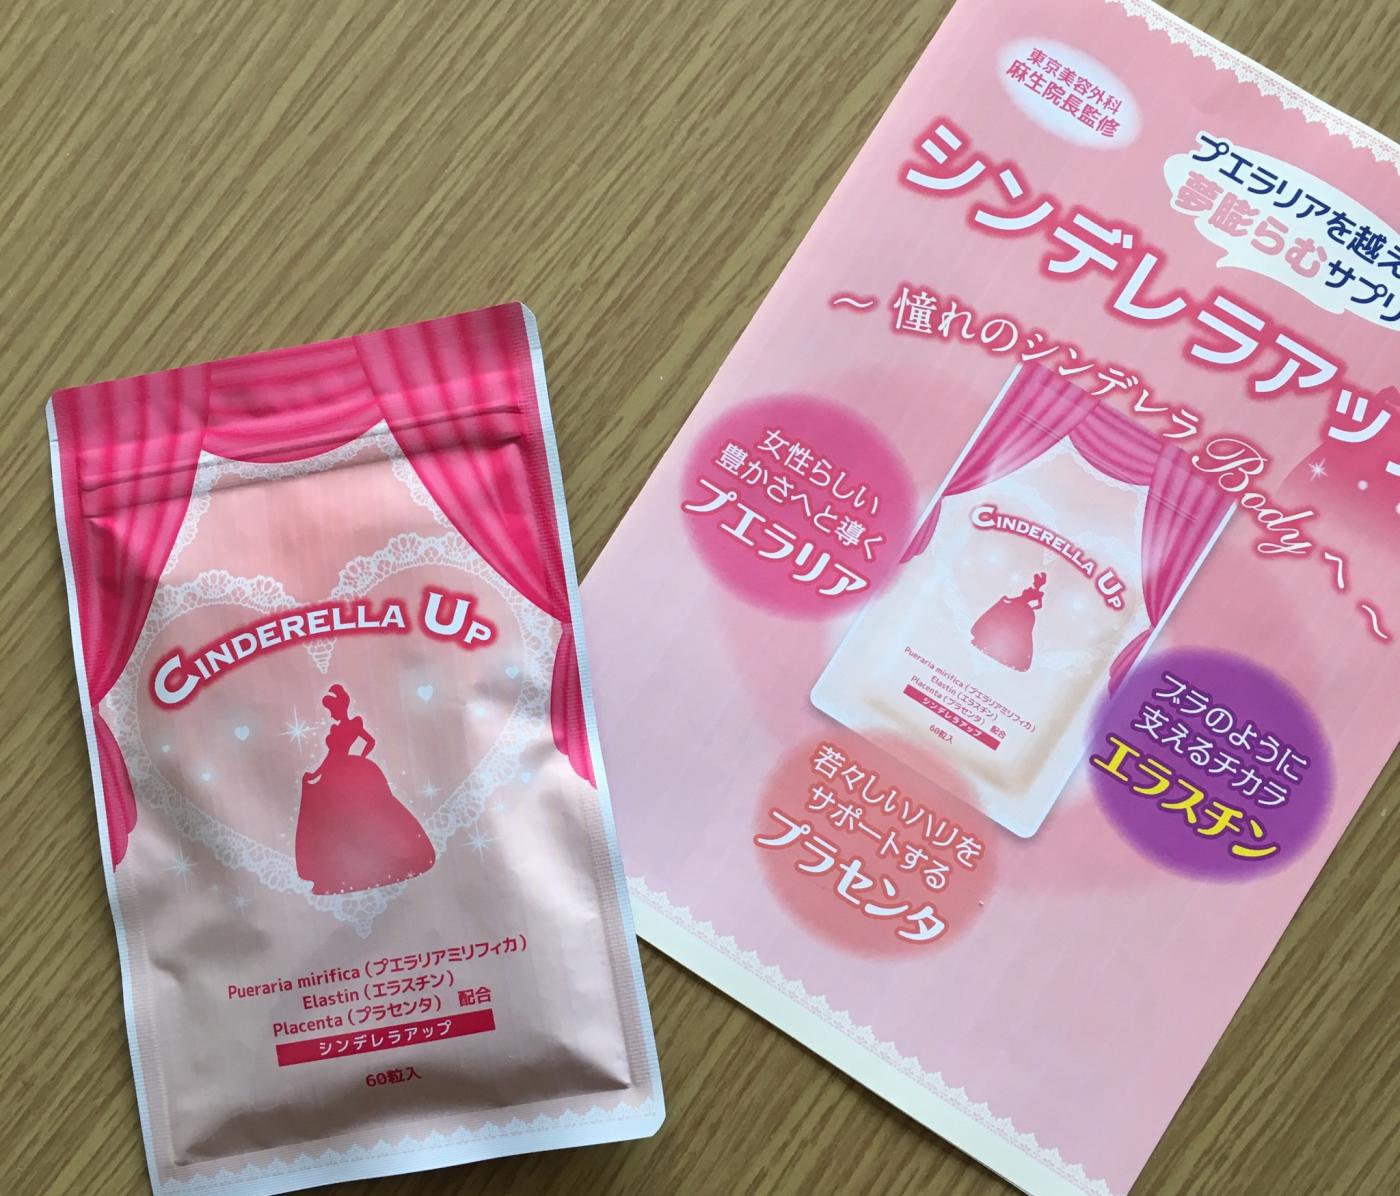 CINDERELLA UP
Pueraria mirifica (プエラリアミリフィカ)
Elastin (エラスチン)
Placenta (プラセンタ) 配合
シンデレラアップ
60粒入
東京美容外科
麻生院長監修
プエラリアを越え
夢膨らむサプリ
シンデレラアップ
~ 憧れのシンデレラ Body へ ~
女性らしい
豊かさへと導く
プエラリア
CINDERELLA UP
Pueraria mirifica (プエラリアミリフィカ)
Elastin (エラスチン)
Placenta (プラセンタ) 配合
シンデレラアップ
60粒入
ブラのように
支えるチカラ
エラスチン
若々しいハリを
サポートする
プラセンタ